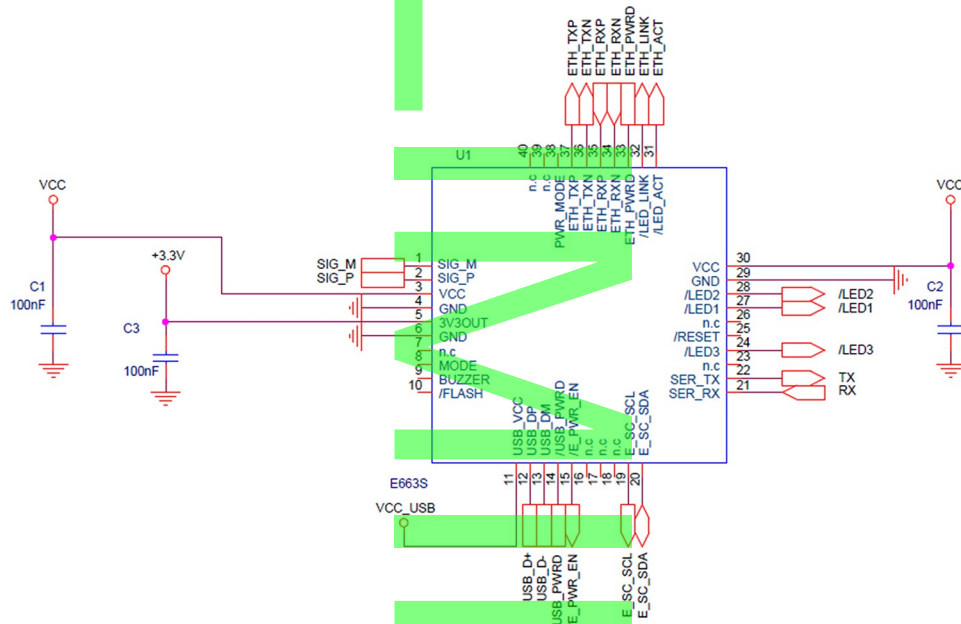 ETH_TXP
ETH_TXN
ETH_RXP
ETH_RXN
ETH_PWRD
ETH_LINK
ETH_ACT
U1
40
39
38
37
36
35
34
33
32
31
n.c
n.c
PWR_MODE
ETH_TXP
ETH_TXN
ETH_RXP
ETH_RXN
ETH_PWRD
/LED_LINK
/LED_ACT
VCC
C1
100nF
+3.3V
C3
100nF
SIG_M
SIG_P
1 SIG_M
2 SIG_P
3 VCC
4 GND
5 3V3OUT
6 GND
7 n.c
8 MODE
9 BUZZER
10 /FLASH
VCC 30
GND 29
/LED2 28 /LED2
/LED1 27 /LED1
n.c 26
/RESET 25
/LED3 24 /LED3
n.c 23
SER_TX 22 TX
SER_RX 21 RX
VCC
C2
100nF
USB_VCC
USB_DP
USB_DM
/USB_PWRD
/E_PWR_EN
n.c
n.c
n.c
E_SC_SCL
E_SC_SDA
11
12
13
14
15
16
17
18
19
20
E663S
VCC_USB
USB_D+
USB_D-
USB_PWRD
E_PWR_EN
E_SC_SCL
E_SC_SDA